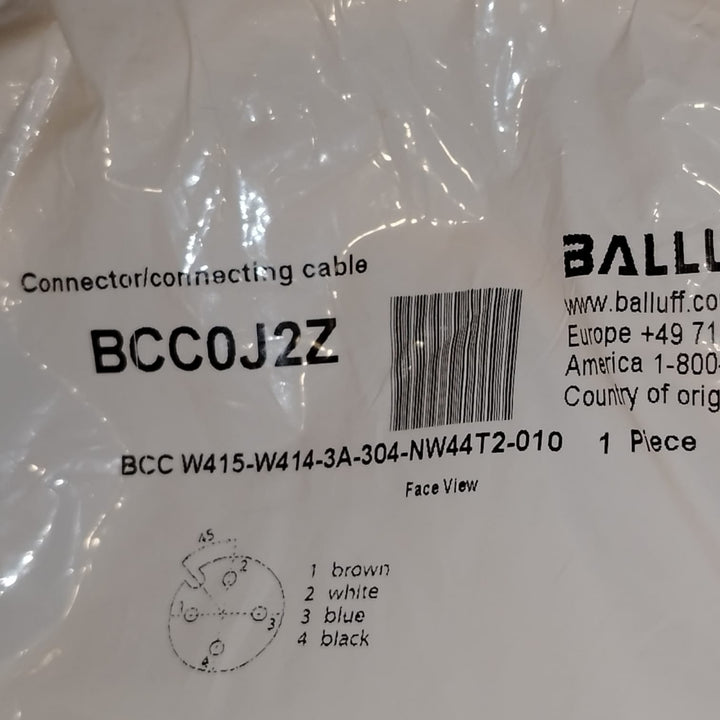 Connector/connecting cable
BCC0J2Z
BALLU
www.balluff.co
Europe +49 71
America 1-800-
Country of orig
BCC W415-W414-3A-304-NW44T2-010 1 Piece
Face View
45
2
1
3
4
1 brown
2 white
3 blue
4 black